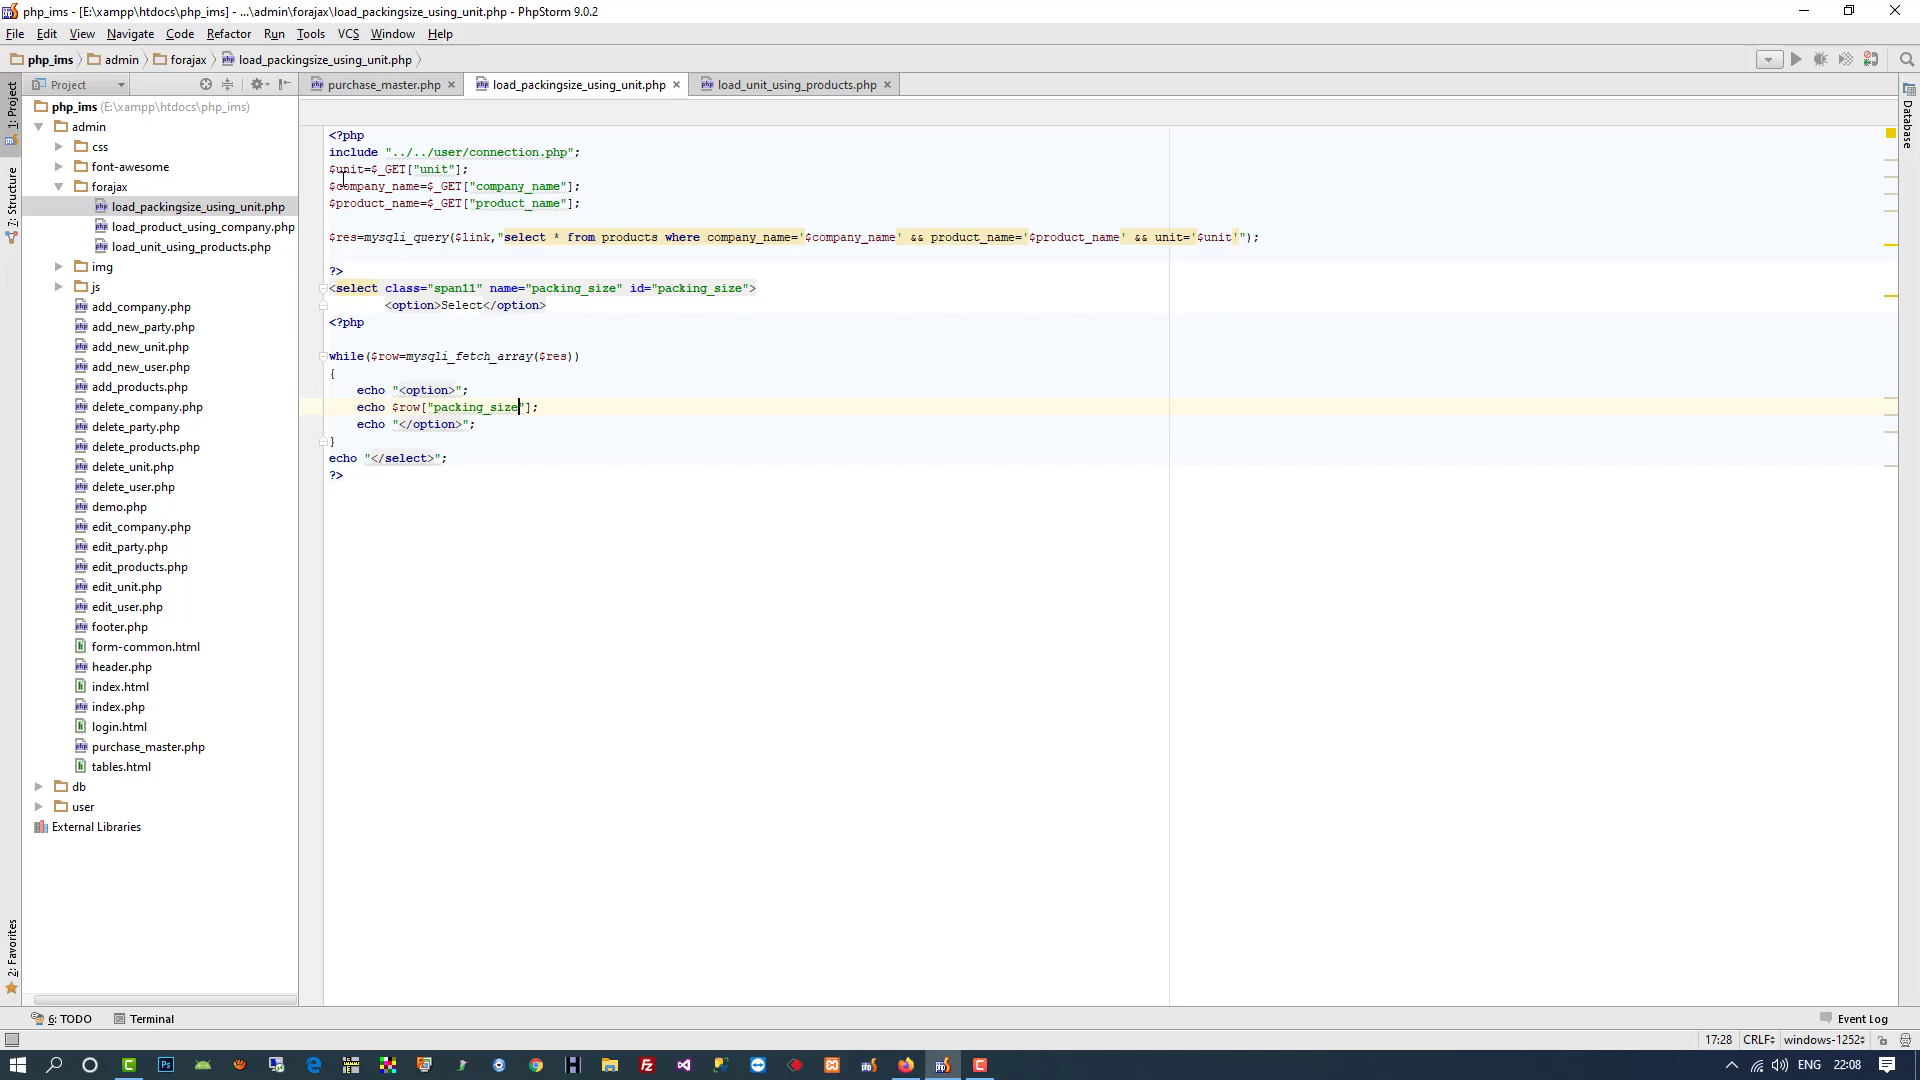 php_ims - [E:\xampp\htdocs\php_ims] - ...\admin\forajax\load_packingsize_using_unit.php - PhpStorm 9.0.2
File Edit View Navigate Code Refactor Run Tools VCS Window Help
php_ims admin forajax load_packingsize_using_unit.php
Project
purchase_master.php load_packingsize_using_unit.php load_unit_using_products.php
1: Project
7: Structure
2: Favorites
Database
php_ims (E:\xampp\htdocs\php_ims)
admin
css
font-awesome
forajax
load_packingsize_using_unit.php
load_product_using_company.php
load_unit_using_products.php
img
js
add_company.php
add_new_party.php
add_new_unit.php
add_new_user.php
add_products.php
delete_company.php
delete_party.php
delete_products.php
delete_unit.php
delete_user.php
demo.php
edit_company.php
edit_party.php
edit_products.php
edit_unit.php
edit_user.php
footer.php
form-common.html
header.php
index.html
index.php
login.html
purchase_master.php
tables.html
db
user
External Libraries
<?php
include "../../user/connection.php";
$unit=$_GET["unit"];
$company_name=$_GET["company_name"];
$product_name=$_GET["product_name"];
$res=mysqli_query($link,"select * from products where company_name='$company_name' && product_name='$product_name' && unit='$unit'");
?>
<select class="span11" name="packing_size" id="packing_size">
<option>Select</option>
<?php
while($row=mysqli_fetch_array($res))
{
echo "<option>";
echo $row["packing_size"];
echo "</option>";
}
echo "</select>";
?>
6: TODO Terminal Event Log
17:28 CRLF windows-1252
ENG 22:08